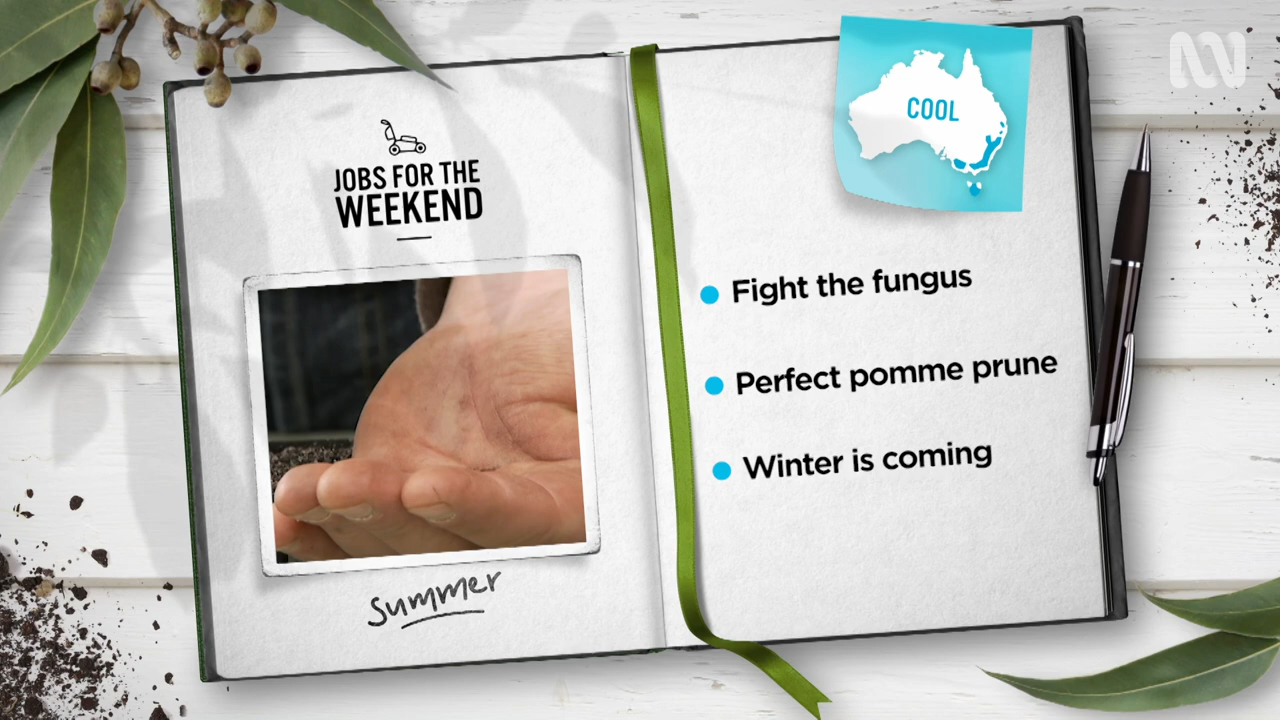 JOBS FOR THE
WEEKEND
Summer
COOL
Fight the fungus
Perfect pomme prune
Winter is coming